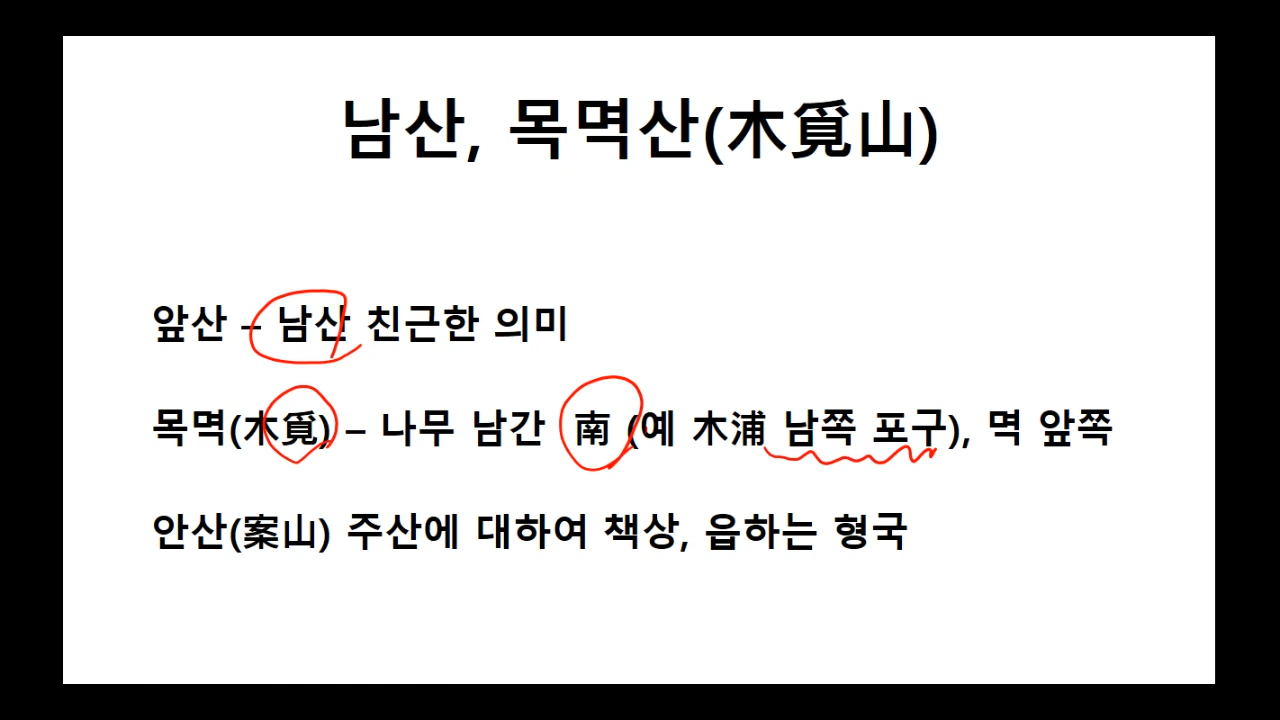 남산, 목멱산(木覓山)
앞산 – 남산 친근한 의미
목멱(木覓) – 나무 남간 南 (예 木浦 남쪽 포구), 멱 앞쪽
안산(案山) 주산에 대하여 책상, 읍하는 형국